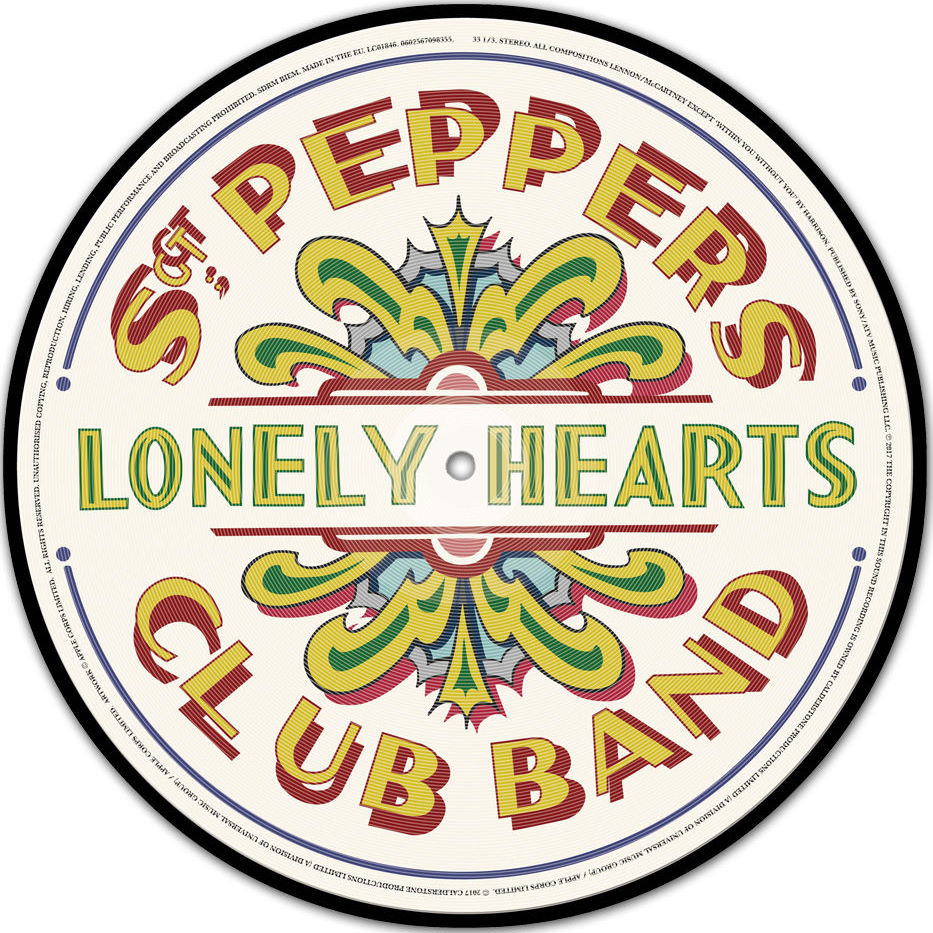 SGT. PEPPERS
LONELY HEARTS
CLUB BAND
33 1/3. STEREO. ALL COMPOSITIONS LENNON/McCARTNEY EXCEPT "WITHIN YOU WITHOUT YOU" BY HARRISON. PUBLISHED BY SONY/ATV MUSIC PUBLISHING LLC. ℗ 2017 THE COPYRIGHT IN THIS SOUND RECORDING IS OWNED BY CALDERSTONE PRODUCTIONS LIMITED (A DIVISION OF UNIVERSAL MUSIC GROUP) / APPLE CORPS LIMITED. © 2017 CALDERSTONE PRODUCTIONS LIMITED (A DIVISION OF UNIVERSAL MUSIC GROUP) / APPLE CORPS LIMITED. ARTWORK © APPLE CORPS LIMITED. ALL RIGHTS RESERVED. UNAUTHORISED COPYING, REPRODUCTION, HIRING, LENDING, PUBLIC PERFORMANCE AND BROADCASTING PROHIBITED. SDRM BIEM. MADE IN THE EU. LC01846. 0602567098355.